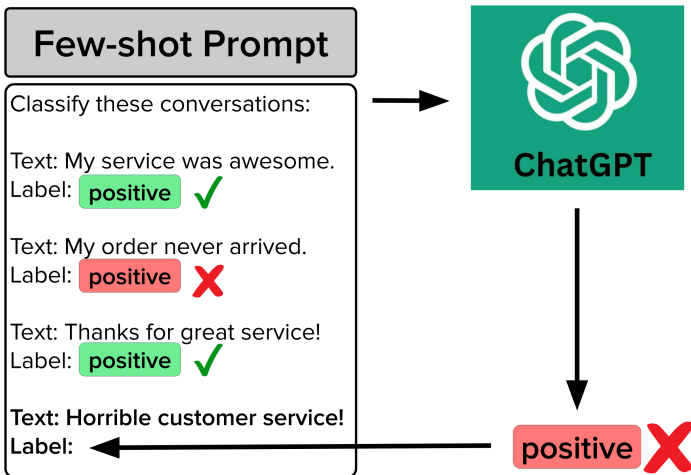 Few-shot Prompt
Classify these conversations:
Text: My service was awesome.
Label: positive
Text: My order never arrived.
Label: positive
Text: Thanks for great service!
Label: positive
Text: Horrible customer service!
Label:
ChatGPT
positive